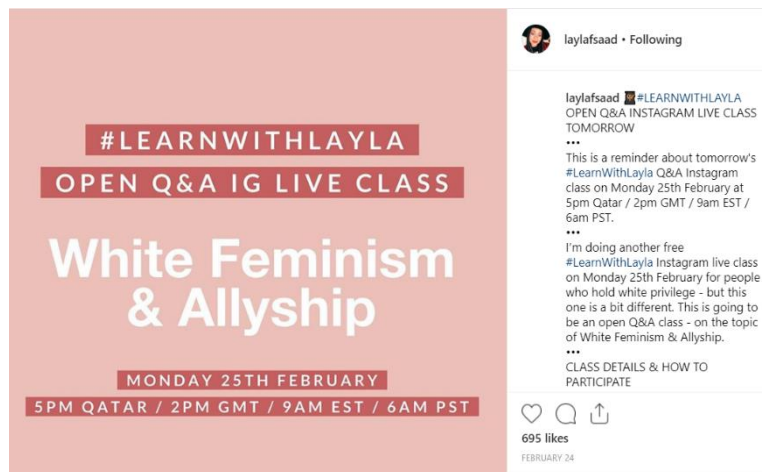 #LEARNWITHLAYLA
OPEN Q&A IG LIVE CLASS
White Feminism
& Allyship
MONDAY 25TH FEBRUARY
5PM QATAR / 2PM GMT / 9AM EST / 6AM PST
laylafsaad • Following
laylafsaad #LEARNWITHLAYLA
OPEN Q&A INSTAGRAM LIVE CLASS
TOMORROW
•••
This is a reminder about tomorrow's
#LearnWithLayla Q&A Instagram
class on Monday 25th February at
5pm Qatar / 2pm GMT / 9am EST /
6am PST.
•••
I'm doing another free
#LearnWithLayla Instagram live class
on Monday 25th February for people
who hold white privilege - but this
one is a bit different. This is going to
be an open Q&A class - on the topic
of White Feminism & Allyship.
•••
CLASS DETAILS & HOW TO
PARTICIPATE
695 likes
FEBRUARY 24